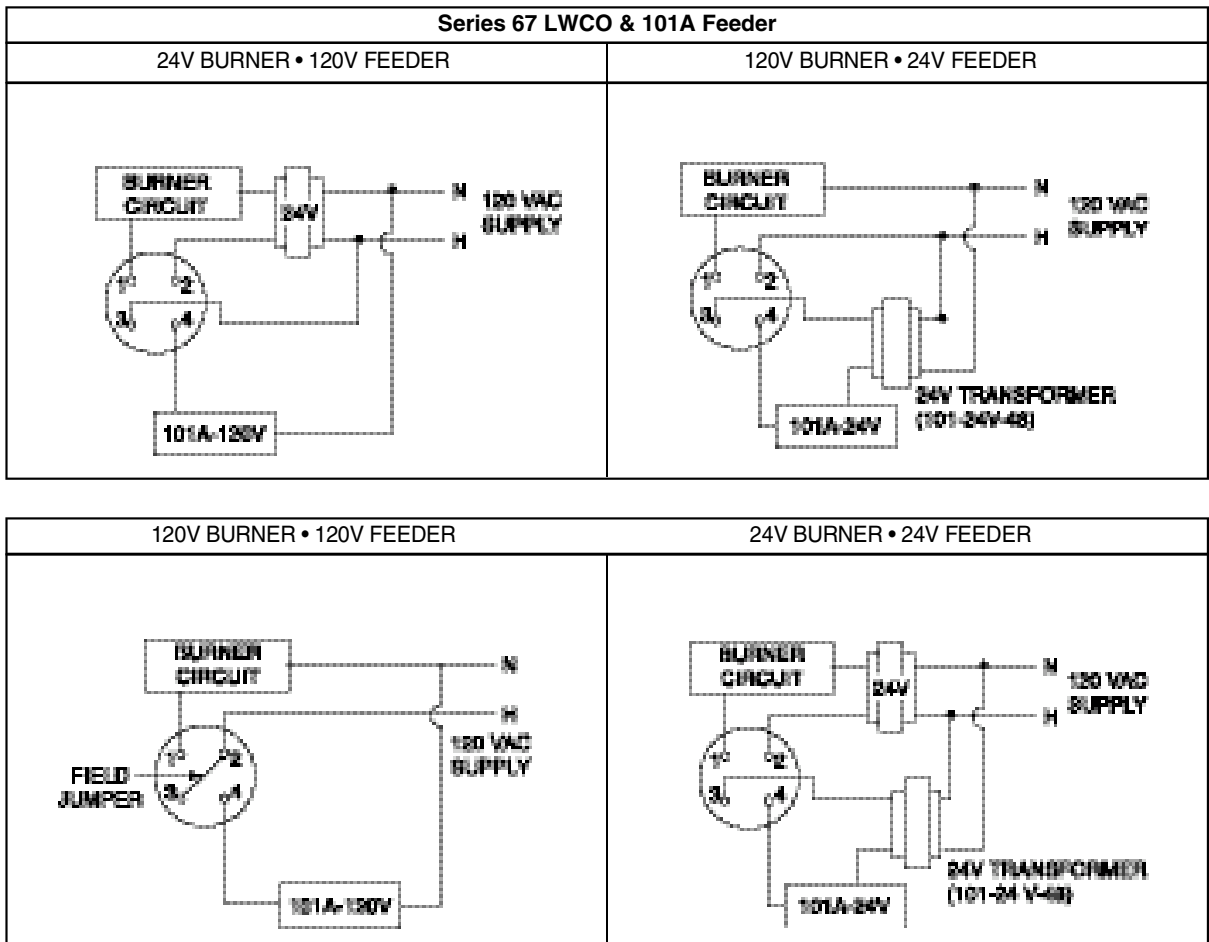 Series 67 LWCO & 101A Feeder
24V BURNER • 120V FEEDER
120V BURNER • 24V FEEDER
BURNER
CIRCUIT
24V
N
120 VAC
SUPPLY
H
1
2
3
4
101A-120V
BURNER
CIRCUIT
N
120 VAC
SUPPLY
H
1
2
3
4
24V TRANSFORMER
(101-24V-48)
101A-24V
120V BURNER • 120V FEEDER
24V BURNER • 24V FEEDER
BURNER
CIRCUIT
N
H
120 VAC
SUPPLY
1
2
FIELD
JUMPER
3
4
101A-120V
BURNER
CIRCUIT
24V
N
120 VAC
SUPPLY
H
1
2
3
4
24V TRANSFORMER
(101-24 V-48)
101A-24V